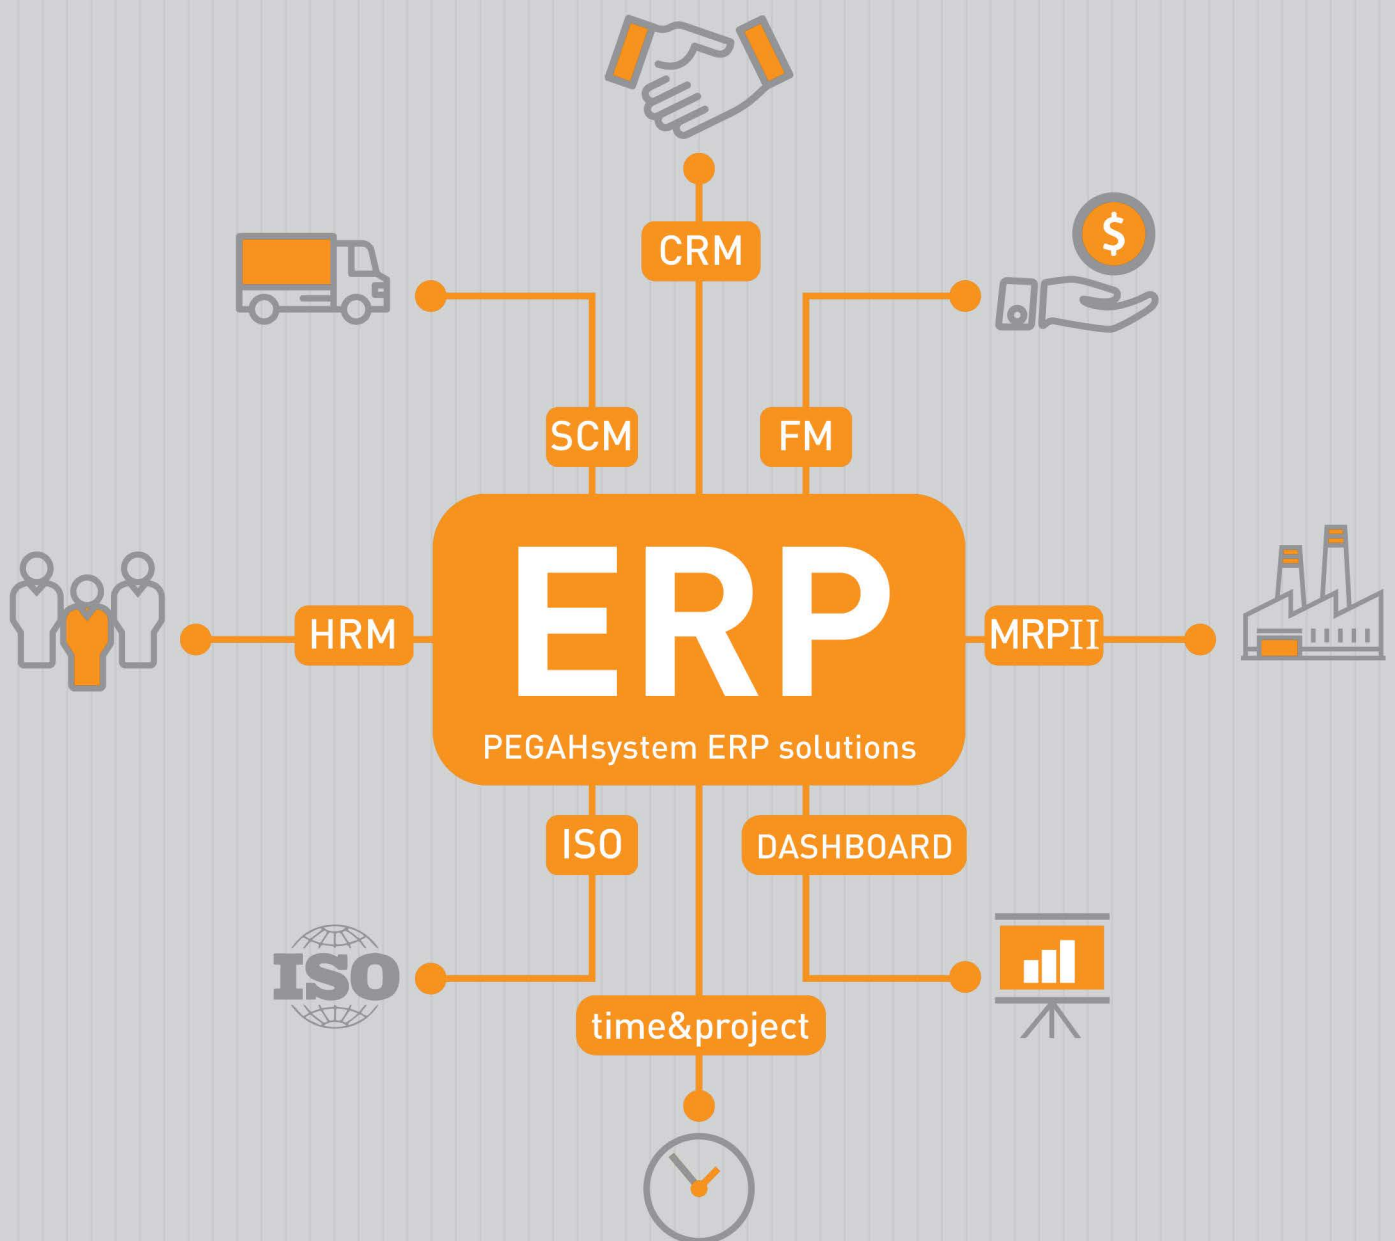 CRM
$
SCM
FM
HRM
ERP
MRPII
PEGAHsystem ERP solutions
ISO
DASHBOARD
ISO
time&project